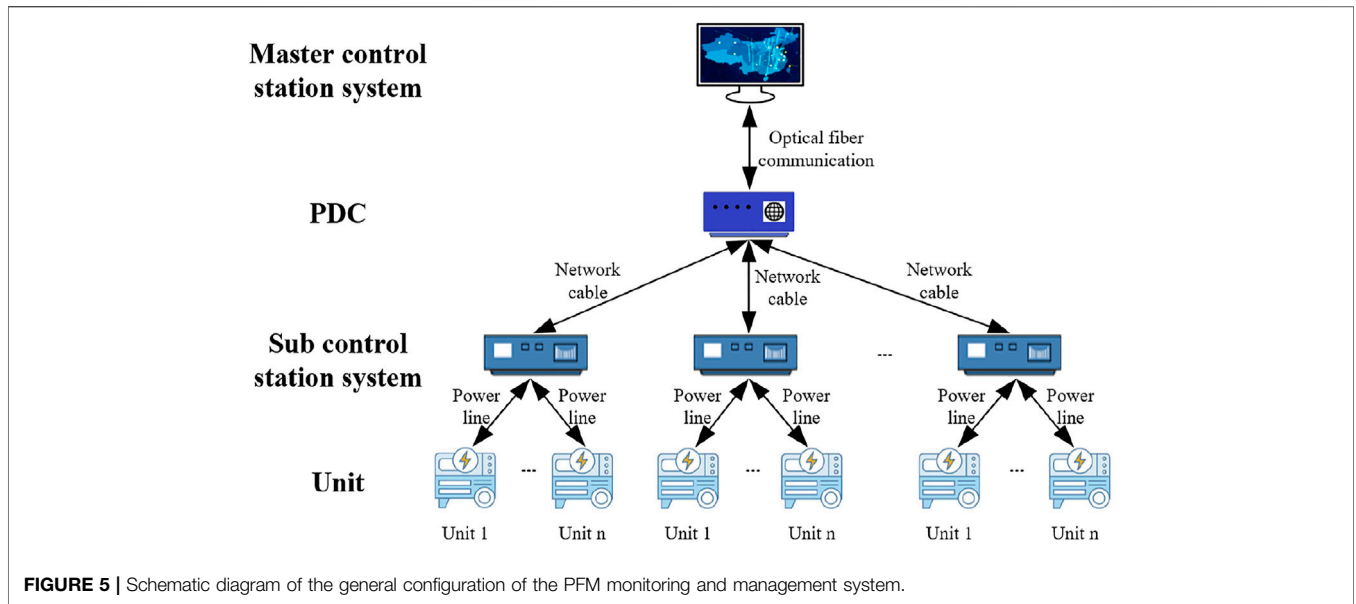 Master control
station system
Optical fiber
communication
PDC
Network
cable
Network
cable
Network
cable
Sub control
station system
---
Power
line
Power
line
Power
line
Power
line
Power
line
Power
line
Unit
---
---
---
Unit 1
Unit n
Unit 1
Unit n
Unit 1
Unit n
FIGURE 5 | Schematic diagram of the general configuration of the PFM monitoring and management system.